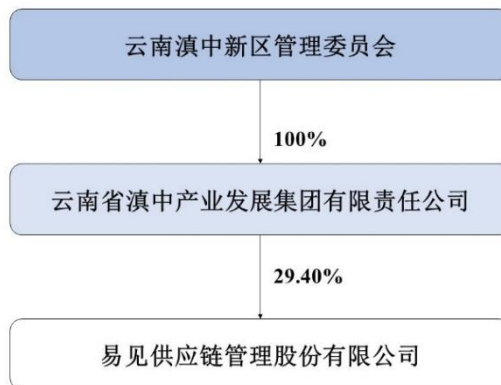 云南滇中新区管理委员会
100%
云南省滇中产业发展集团有限责任公司
29.40%
易见供应链管理股份有限公司